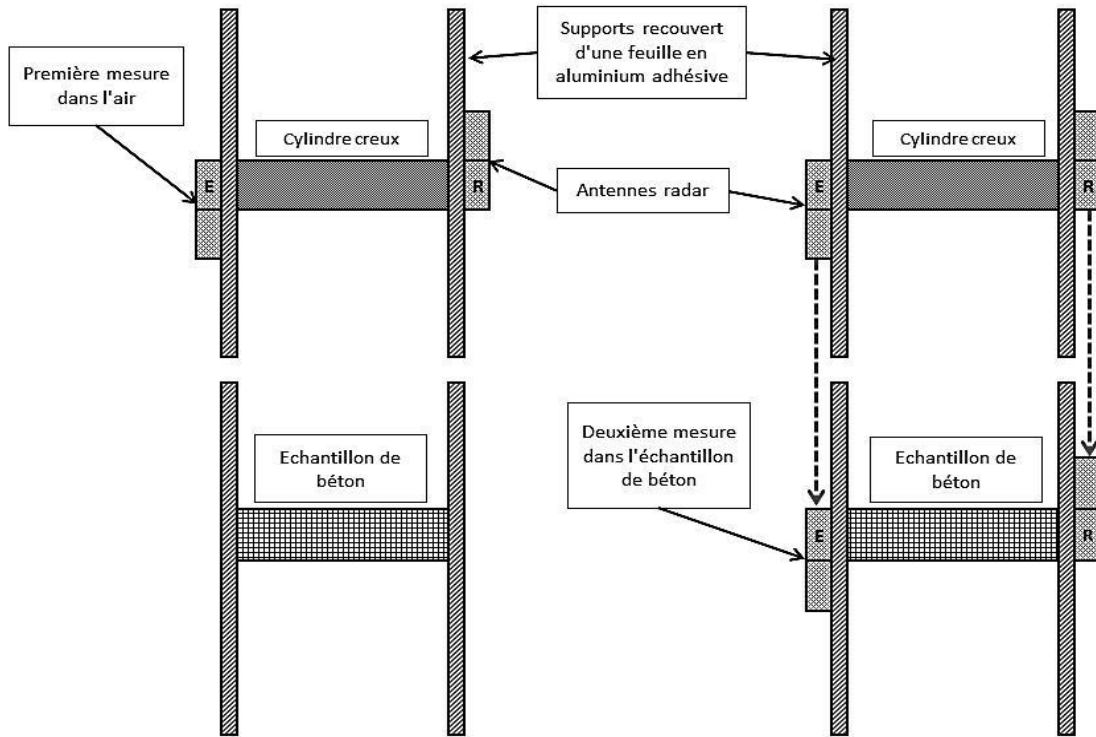 Première mesure
dans l'air
Cylindre creux
E
R
Supports recouvert
d'une feuille en
aluminium adhésive
Antennes radar
Cylindre creux
E
R
Echantillon de
béton
Deuxième mesure
dans l'échantillon
de béton
Echantillon de
béton
E
R